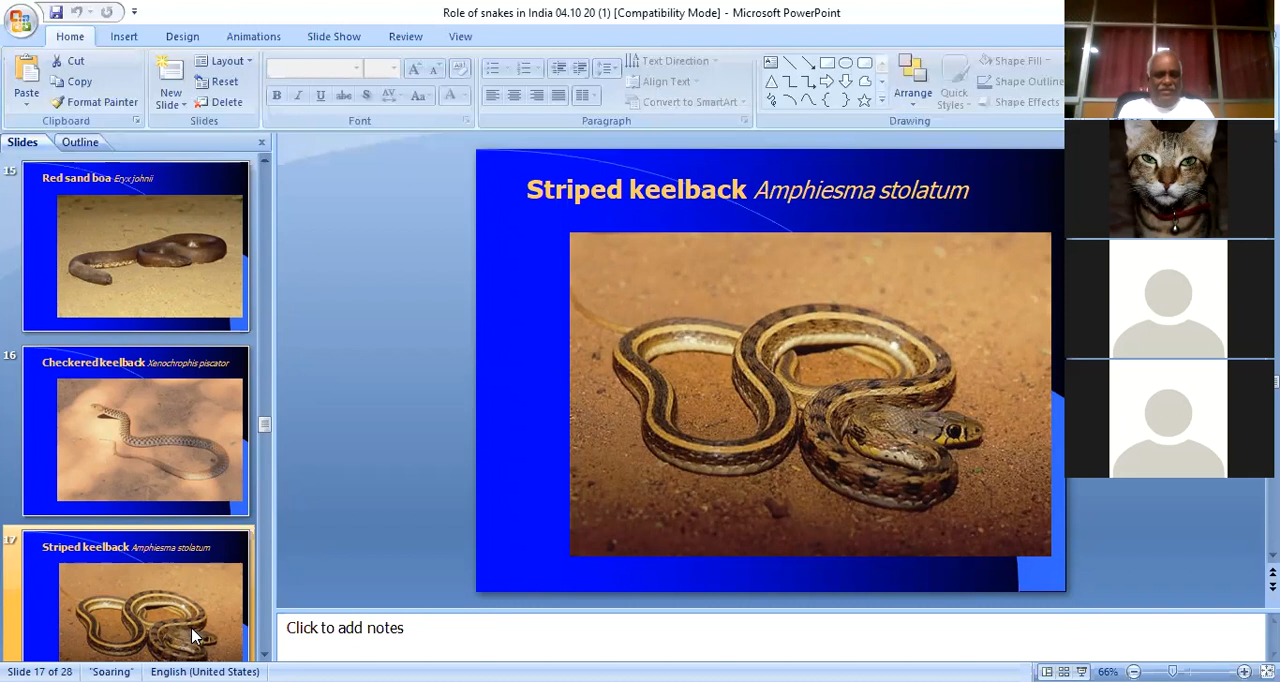 Role of snakes in India 04.10 20 (1) [Compatibility Mode] - Microsoft PowerPoint
Home Insert Design Animations Slide Show Review View
Paste
Cut
Copy
Format Painter
Clipboard
New Slide
Layout
Reset
Delete
Slides
B I U abc S AV Aa A
Font
Text Direction
Align Text
Convert to SmartArt
Paragraph
Arrange
Quick Styles
Shape Fill
Shape Outline
Shape Effects
Drawing
Slides Outline
15
Red sand boa Eryx johnii
16
Checkered keelback Xenochrophis piscator
17
Striped keelback Amphiesma stolatum
Striped keelback Amphiesma stolatum
Click to add notes
Slide 17 of 28 "Soaring" English (United States) 66%